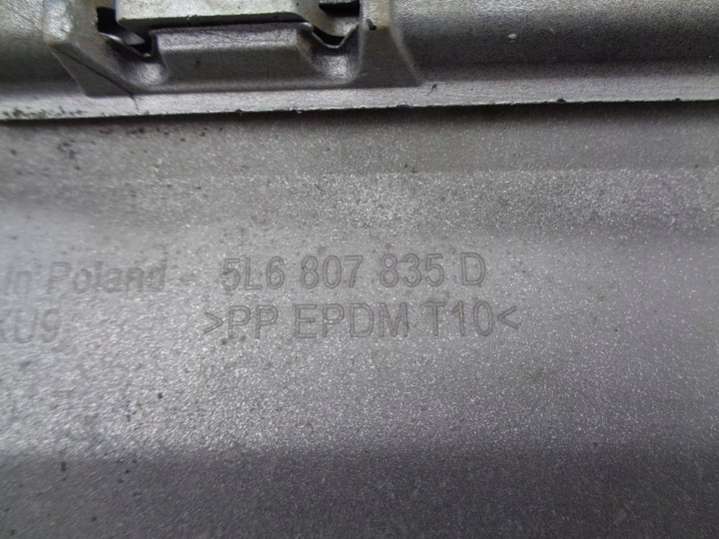 in Poland - 5L6 807 835 D
KU9 >PP EPDM T10<